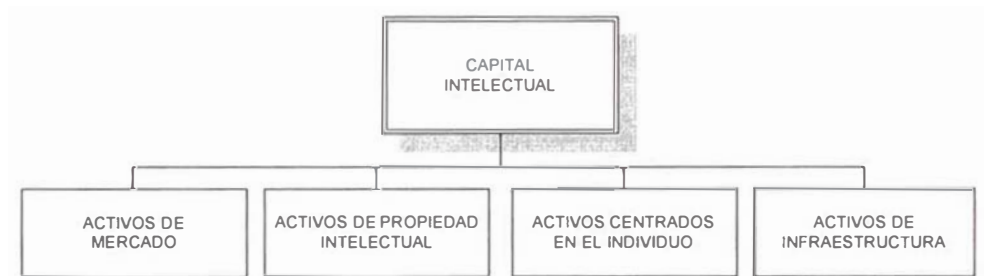 CAPITAL
INTELECTUAL
ACTIVOS DE
MERCADO
ACTIVOS DE PROPIEDAD
INTELECTUAL
ACTIVOS CENTRADOS
EN EL INDIVIDUO
ACTIVOS DE
INFRAESTRUCTURA